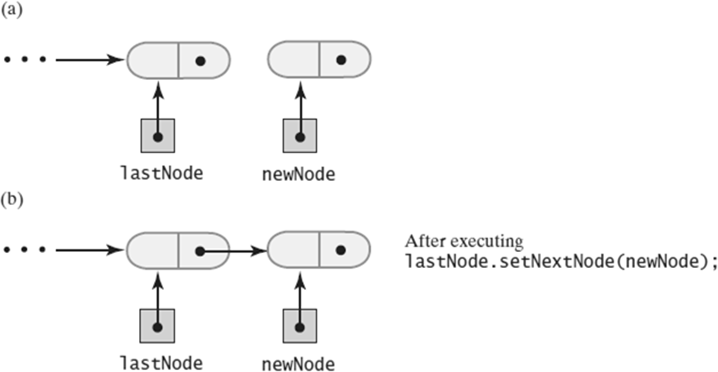 (a)
lastNode
newNode
(b)
After executing
lastNode.setNextNode(newNode);
lastNode
newNode